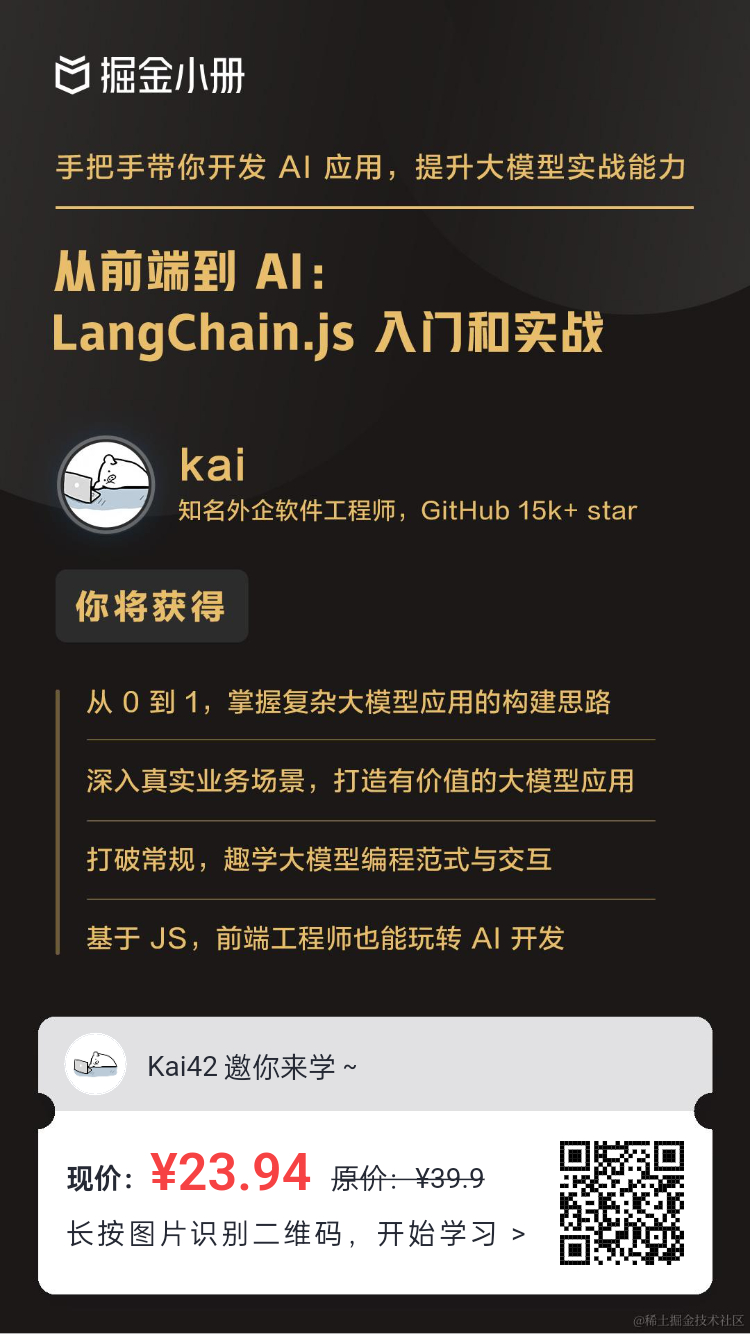 掘金小册
手把手带你开发 AI 应用，提升大模型实战能力
从前端到 AI：
LangChain.js 入门和实战
kai
知名外企软件工程师，GitHub 15k+ star
你将获得
从 0 到 1，掌握复杂大模型应用的构建思路
深入真实业务场景，打造有价值的大模型应用
打破常规，趣学大模型编程范式与交互
基于 JS，前端工程师也能玩转 AI 开发
Kai42 邀你来学 ~
现价：¥23.94 原价：¥39.9
长按图片识别二维码，开始学习 >
@稀土掘金技术社区